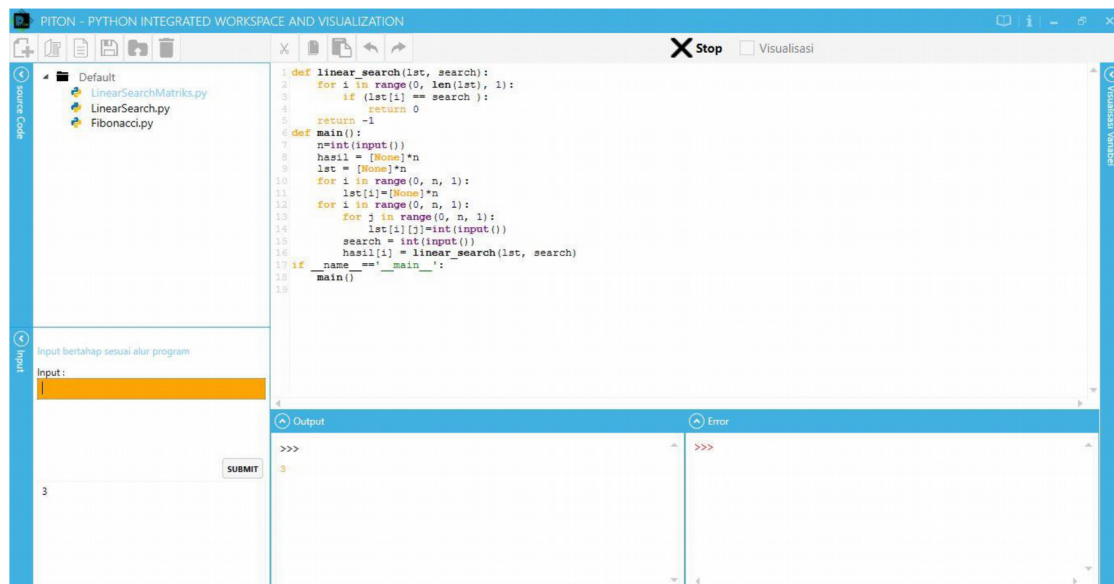 PITON - PYTHON INTEGRATED WORKSPACE AND VISUALIZATION
Stop
Visualisasi
Source Code
Default
LinearSearchMatriks.py
LinearSearch.py
Fibonacci.py
1 def linear_search(lst, search):
2     for i in range(0, len(lst), 1):
3         if (lst[i] == search ):
4             return 0
5     return -1
6 def main():
7     n=int(input())
8     hasil = [None]*n
9     lst = [None]*n
10     for i in range(0, n, 1):
11         lst[i]=[None]*n
12     for i in range(0, n, 1):
13         for j in range(0, n, 1):
14             lst[i][j]=int(input())
15         search = int(input())
16         hasil[i] = linear_search(lst, search)
17 if __name__=='__main__':
18     main()
19
Visualisasi Variabel
Input
Input bertahap sesuai alur program
Input :
SUBMIT
3
Output
>>>
3
Error
>>>